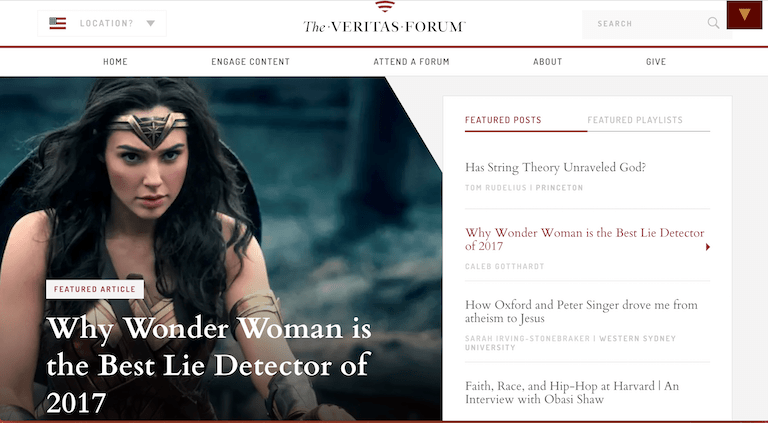 LOCATION?
The·VERITAS·FORUM
SEARCH
HOME
ENGAGE CONTENT
ATTEND A FORUM
ABOUT
GIVE
FEATURED ARTICLE
Why Wonder Woman is
the Best Lie Detector of
2017
FEATURED POSTS
FEATURED PLAYLISTS
Has String Theory Unraveled God?
TOM RUDELIUS | PRINCETON
Why Wonder Woman is the Best Lie Detector
of 2017
CALEB GOTTHARDT
How Oxford and Peter Singer drove me from
atheism to Jesus
SARAH IRVING-STONEBRAKER | WESTERN SYDNEY
UNIVERSITY
Faith, Race, and Hip-Hop at Harvard | An
Interview with Obasi Shaw